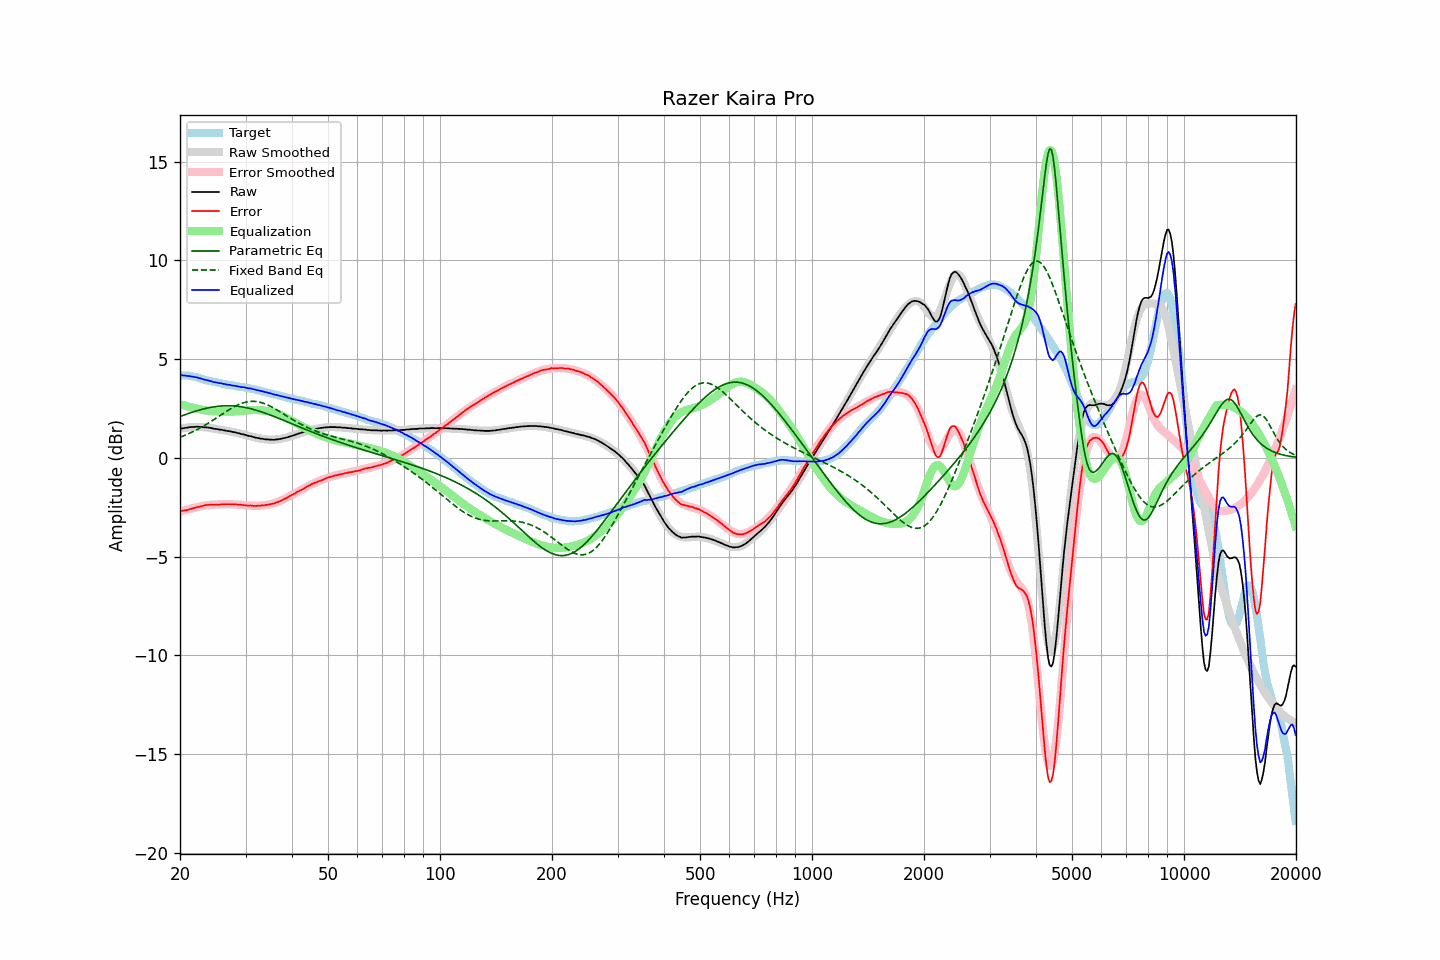 Razer Kaira Pro
Target
Raw Smoothed
Error Smoothed
Raw
Error
Equalization
Parametric Eq
Fixed Band Eq
Equalized
15
10
5
0
−5
−10
−15
−20
Amplitude (dBr)
20 50 100 200 500 1000 2000 5000 10000 20000
Frequency (Hz)